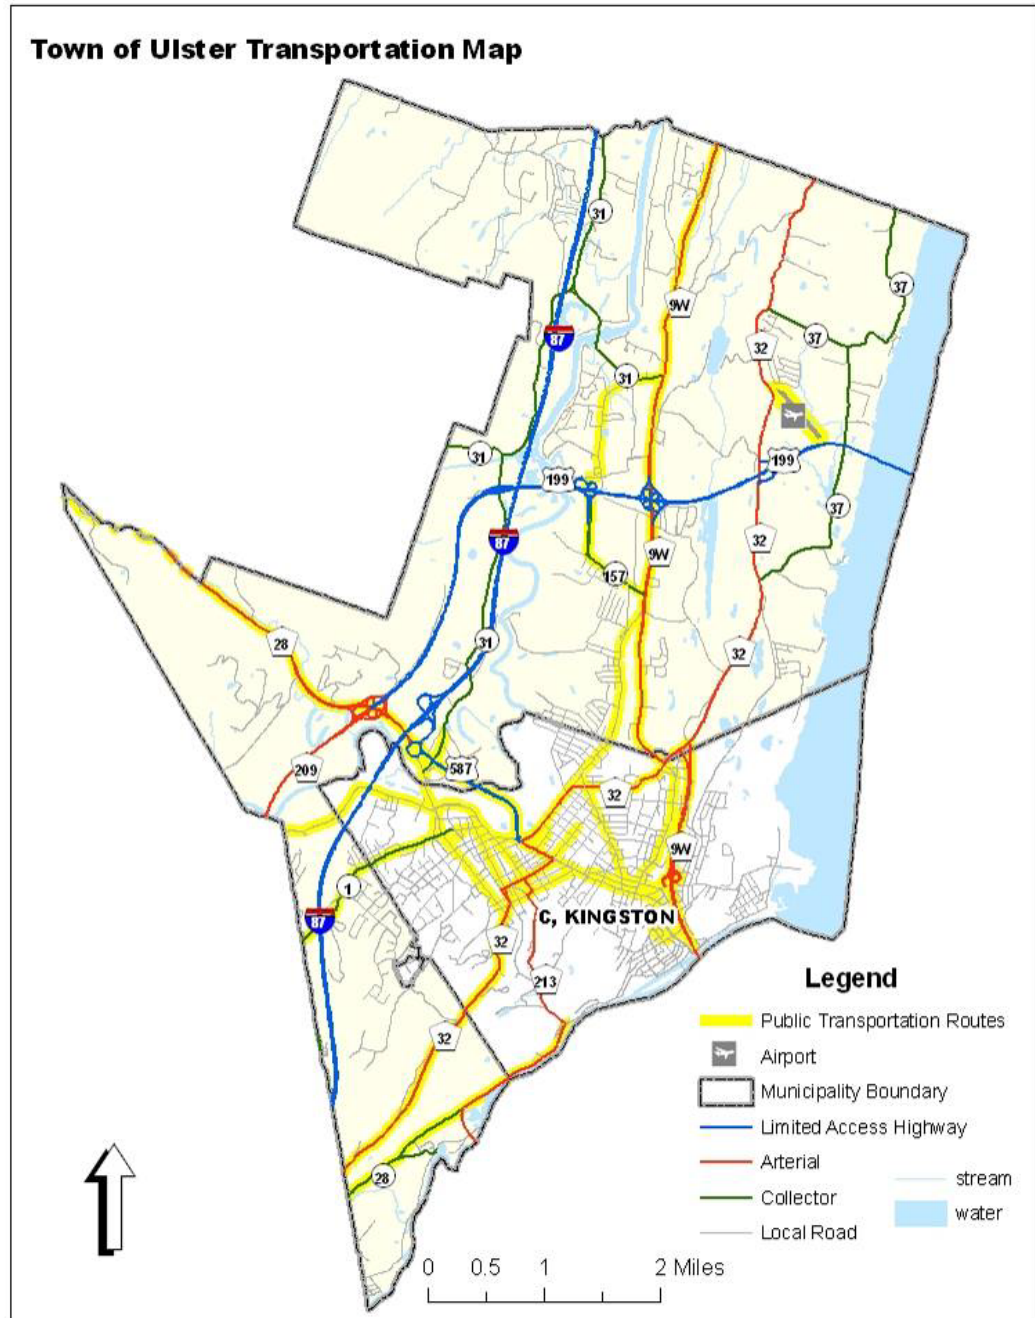 Town of Ulster Transportation Map
31
37
9W
87
32
37
31
31
199
199
37
87
9W
32
157
28
31
32
209
587
32
9W
1
87
C, KINGSTON
32
213
32
28
Legend
Public Transportation Routes
Airport
Municipality Boundary
Limited Access Highway
Arterial
Collector
Local Road
stream
water
0 0.5 1 2 Miles